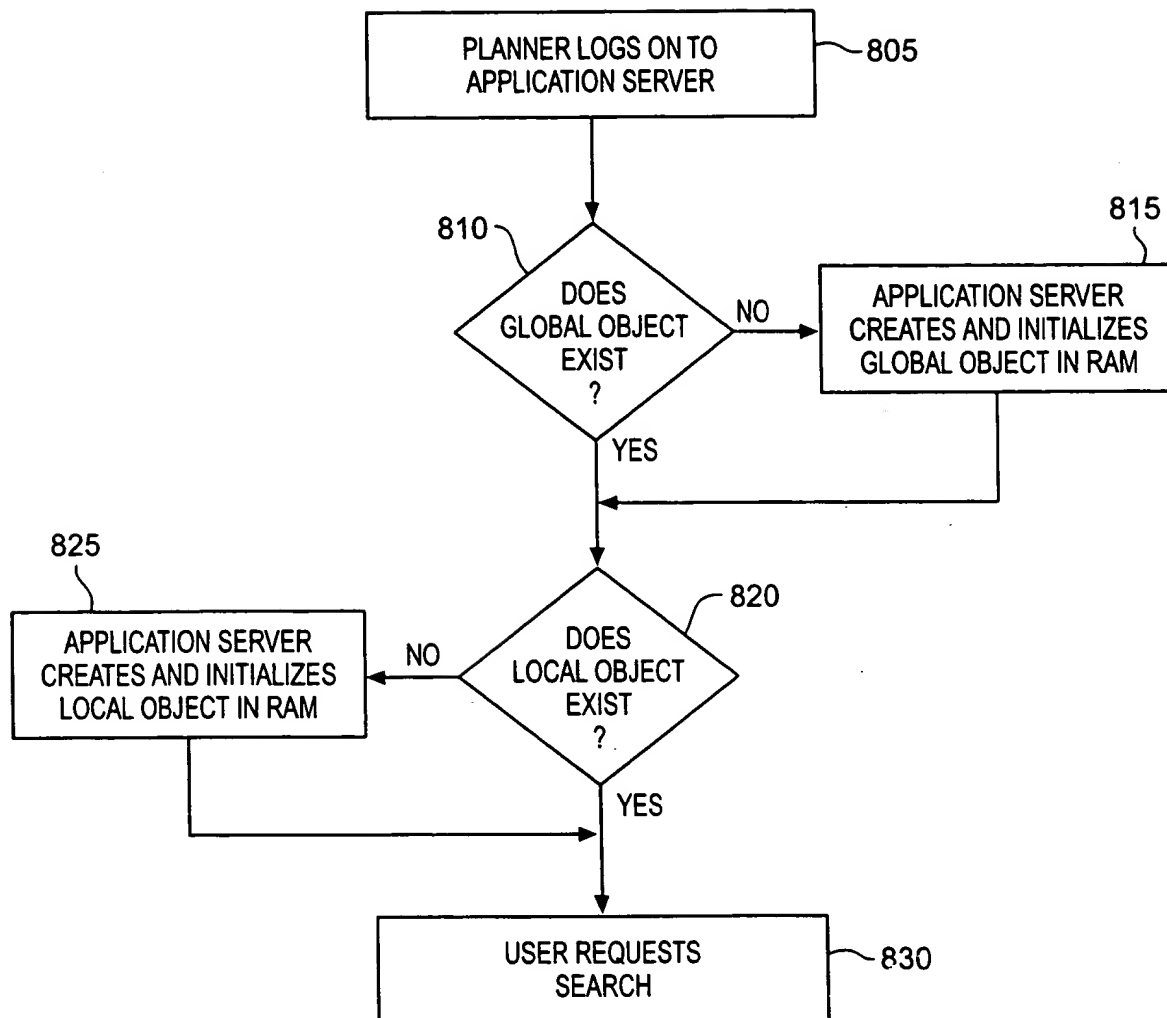 PLANNER LOGS ON TO
APPLICATION SERVER
805
810
DOES
GLOBAL OBJECT
EXIST
?
NO
YES
815
APPLICATION SERVER
CREATES AND INITIALIZES
GLOBAL OBJECT IN RAM
825
APPLICATION SERVER
CREATES AND INITIALIZES
LOCAL OBJECT IN RAM
NO
820
DOES
LOCAL OBJECT
EXIST
?
YES
USER REQUESTS
SEARCH
830